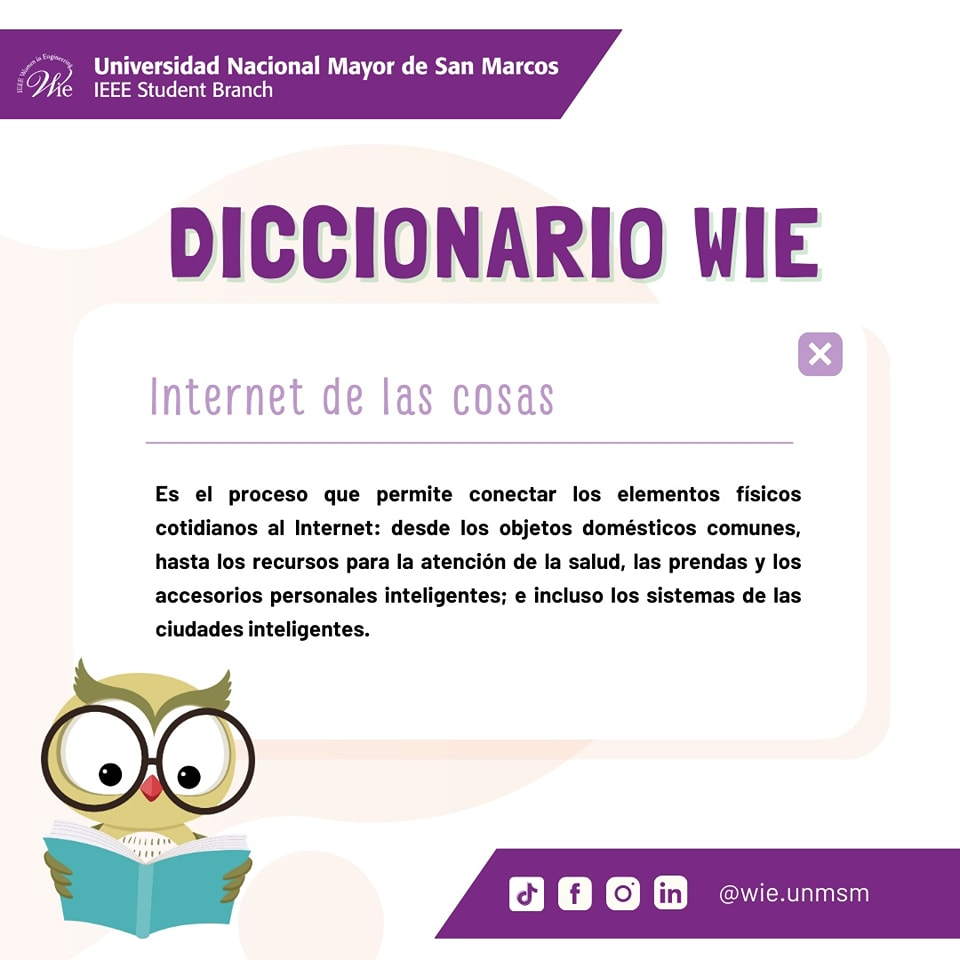 IEEE Women in Engineering
WIE
Universidad Nacional Mayor de San Marcos
IEEE Student Branch
DICCIONARIO WIE
Internet de las cosas
Es el proceso que permite conectar los elementos físicos
cotidianos al Internet: desde los objetos domésticos comunes,
hasta los recursos para la atención de la salud, las prendas y los
accesorios personales inteligentes; e incluso los sistemas de las
ciudades inteligentes.
in
@wie.unmsm